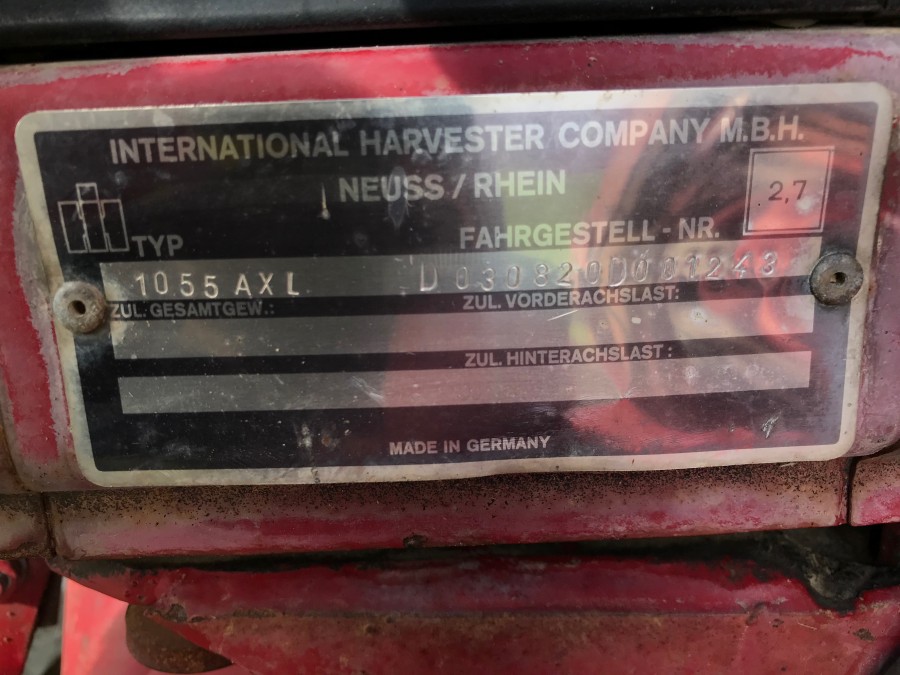 INTERNATIONAL HARVESTER COMPANY M.B.H.
NEUSS / RHEIN
2,7
TYP
FAHRGESTELL - NR.
1055 AXL D030820D001243
ZUL. GESAMTGEW.:
ZUL. VORDERACHSLAST:
ZUL. HINTERACHSLAST:
MADE IN GERMANY